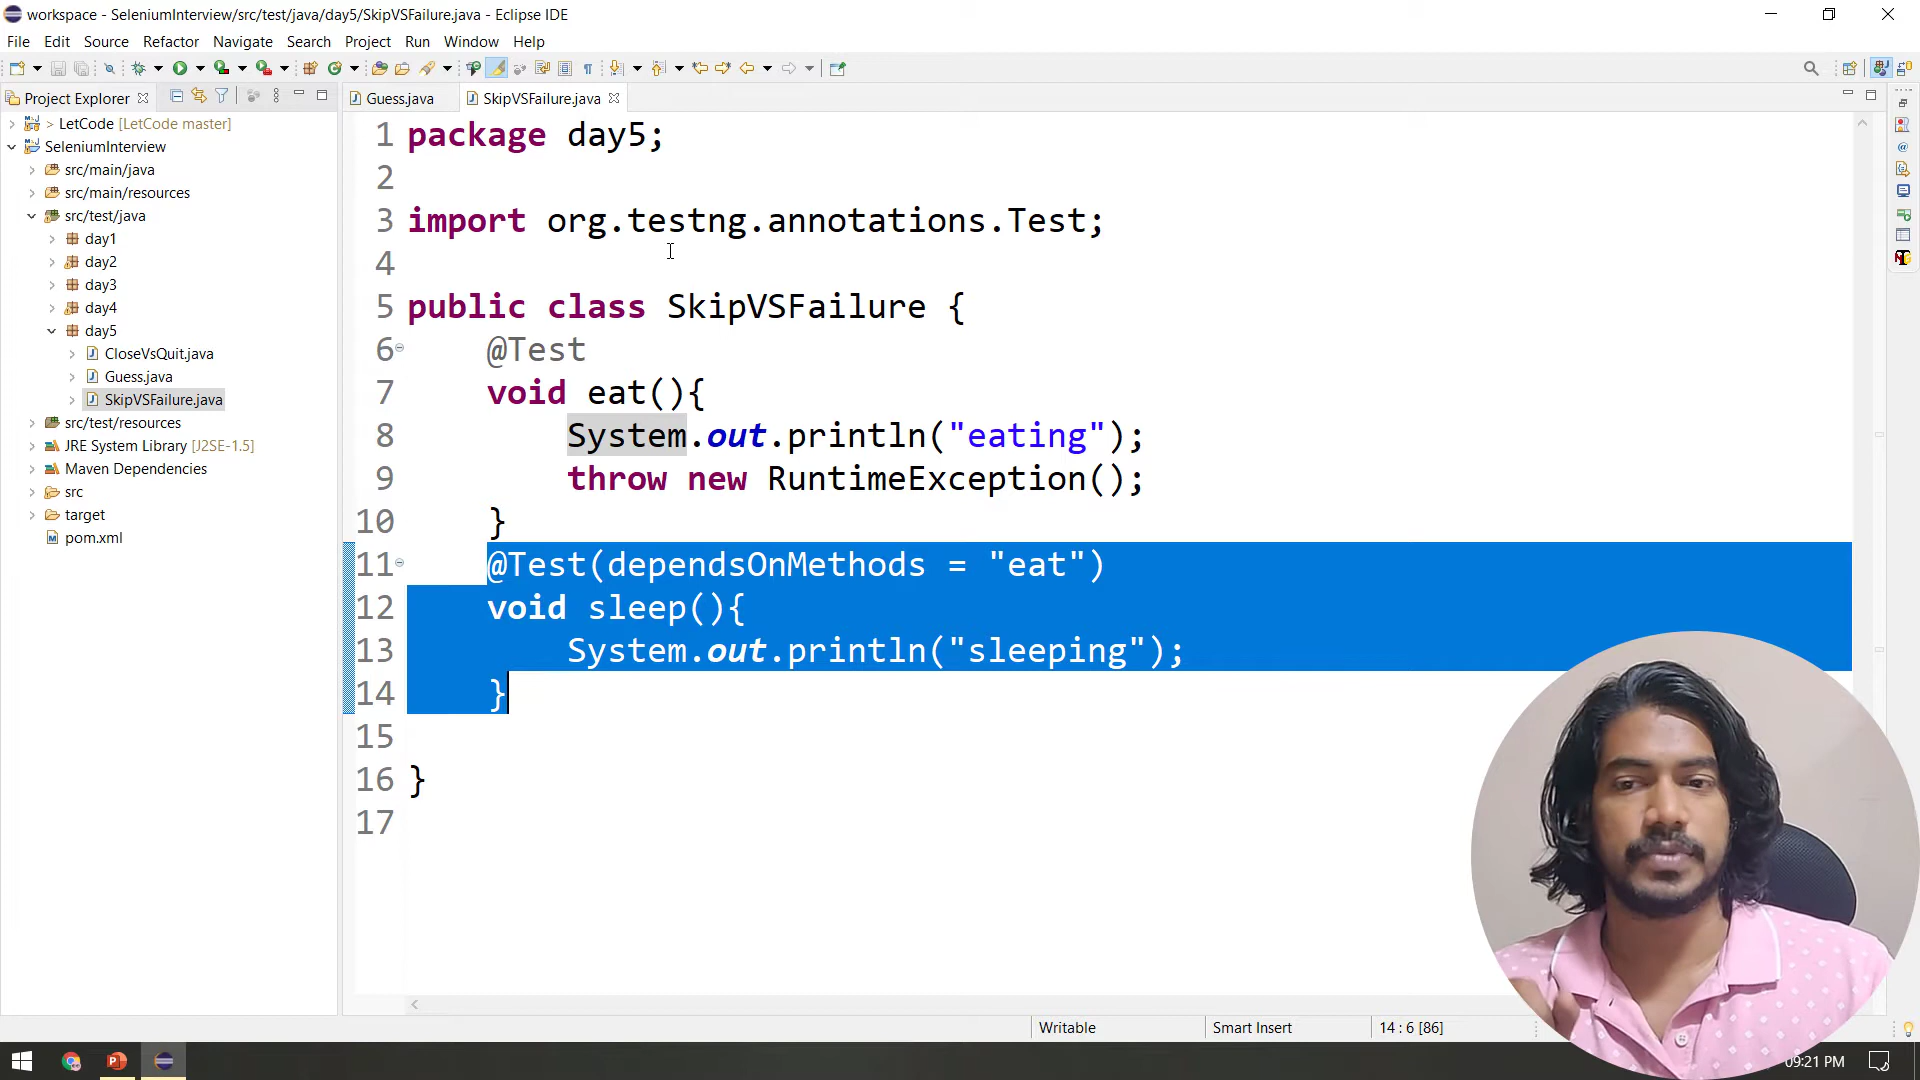 workspace - SeleniumInterview/src/test/java/day5/SkipVSFailure.java - Eclipse IDE
File Edit Source Refactor Navigate Search Project Run Window Help
Project Explorer
Guess.java
SkipVSFailure.java
> LetCode [LetCode master]
SeleniumInterview
src/main/java
src/main/resources
src/test/java
day1
day2
day3
day4
day5
CloseVsQuit.java
Guess.java
SkipVSFailure.java
src/test/resources
JRE System Library [J2SE-1.5]
Maven Dependencies
src
target
pom.xml
1 package day5;
2
3 import org.testng.annotations.Test;
4
5 public class SkipVSFailure {
6 @Test
7 void eat(){
8 System.out.println("eating");
9 throw new RuntimeException();
10 }
11 @Test(dependsOnMethods = "eat")
12 void sleep(){
13 System.out.println("sleeping");
14 }
15
16 }
17
Writable Smart Insert 14 : 6 [86]
09:21 PM